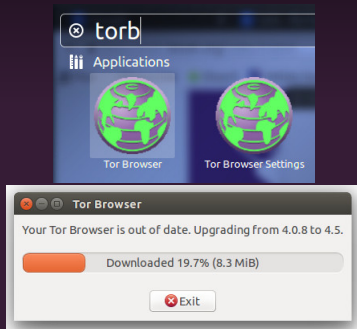 torb
Applications
Tor Browser
Tor Browser Settings
Tor Browser
Your Tor Browser is out of date. Upgrading from 4.0.8 to 4.5.
Downloaded 19.7% (8.3 MiB)
Exit